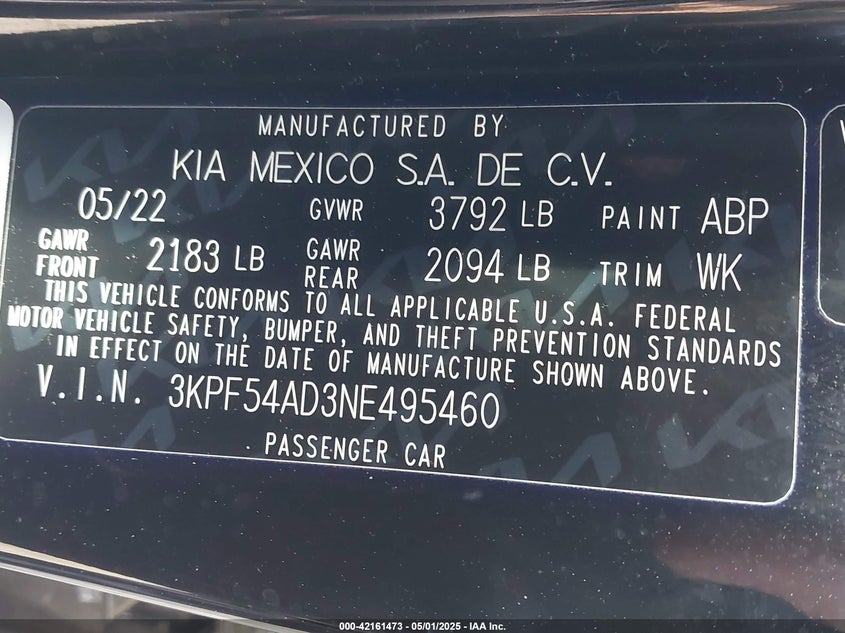 MANUFACTURED BY
KIA MEXICO S.A. DE C.V.
05/22 GVWR 3792 LB PAINT ABP
GAWR FRONT 2183 LB GAWR REAR 2094 LB TRIM WK
THIS VEHICLE CONFORMS TO ALL APPLICABLE U.S.A. FEDERAL
MOTOR VEHICLE SAFETY, BUMPER, AND THEFT PREVENTION STANDARDS
IN EFFECT ON THE DATE OF MANUFACTURE SHOWN ABOVE.
V.I.N. 3KPF54AD3NE495460
PASSENGER CAR
000-42161473 - 05/01/2025 - IAA Inc.